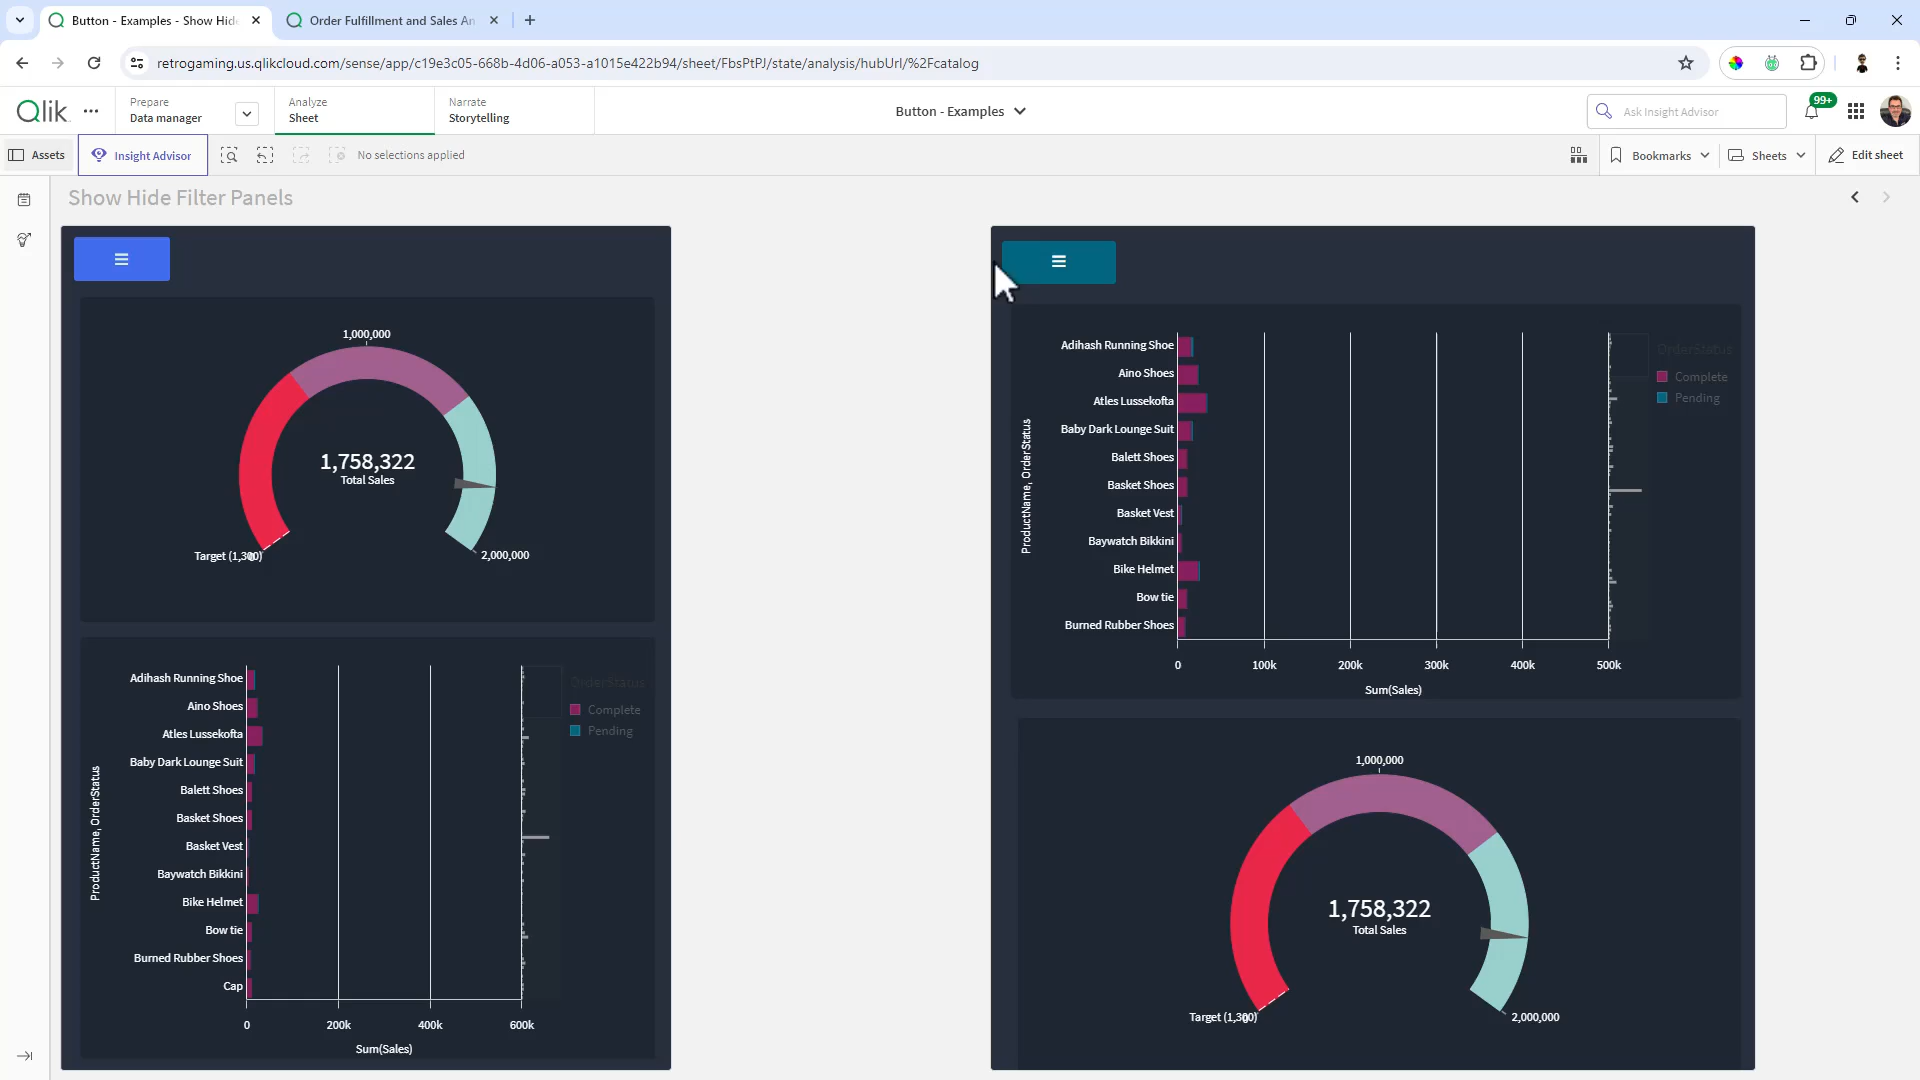 Button - Examples - Show Hid
Order Fulfillment and Sales An
retrogaming.us.qlikcloud.com/sense/app/c19e3c05-668b-4d06-a053-a1015e422b94/sheet/FbsPtPJ/state/analysis/hubUrl/%2Fcatalog
Qlik
Prepare
Data manager
Analyze
Sheet
Narrate
Storytelling
Button - Examples
Ask Insight Advisor
99+
Assets
Insight Advisor
No selections applied
Bookmarks
Sheets
Edit sheet
Show Hide Filter Panels
1,000,000
1,758,322
Total Sales
Target (1,300)
2,000,000
ProductName, OrderStatus
Adihash Running Shoe
Aino Shoes
Atles Lussekofta
Baby Dark Lounge Suit
Balett Shoes
Basket Shoes
Basket Vest
Baywatch Bikkini
Bike Helmet
Bow tie
Burned Rubber Shoes
Cap
0
200k
400k
600k
Sum(Sales)
OrderStatus
Complete
Pending
ProductName, OrderStatus
Adihash Running Shoe
Aino Shoes
Atles Lussekofta
Baby Dark Lounge Suit
Balett Shoes
Basket Shoes
Basket Vest
Baywatch Bikkini
Bike Helmet
Bow tie
Burned Rubber Shoes
0
100k
200k
300k
400k
500k
Sum(Sales)
OrderStatus
Complete
Pending
1,000,000
1,758,322
Total Sales
Target (1,300)
2,000,000